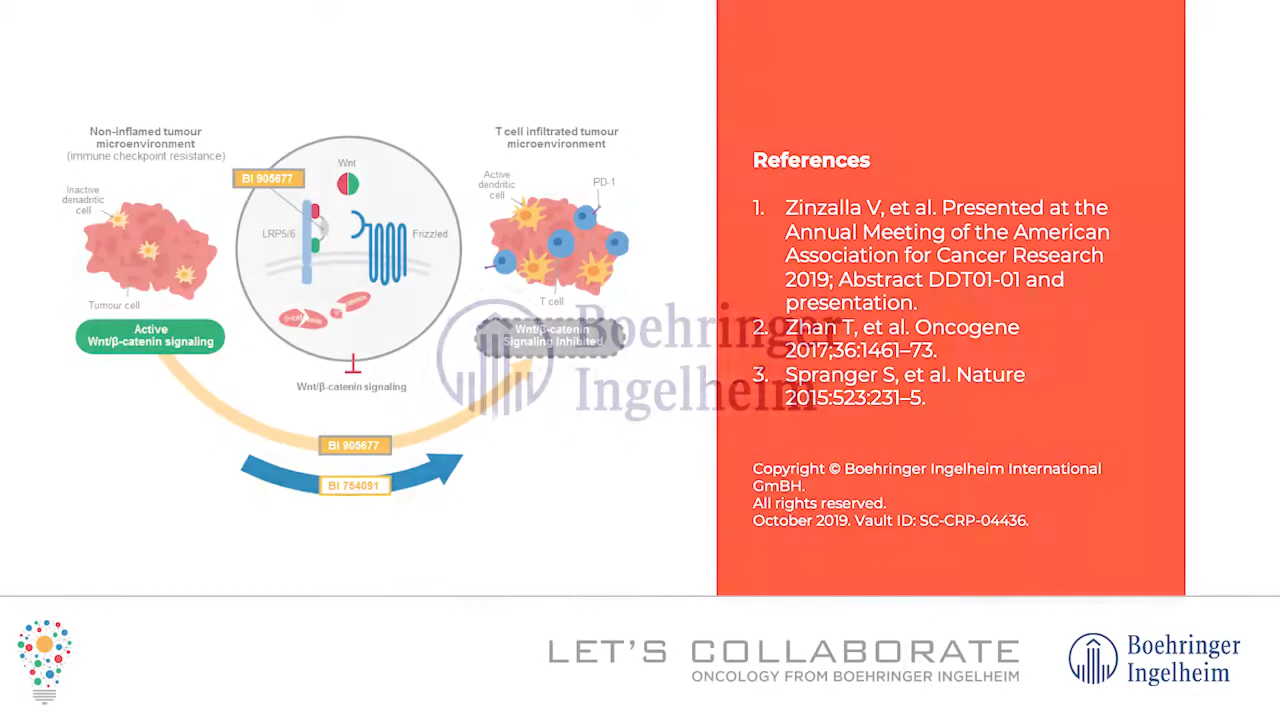 Non-inflamed tumour
microenvironment
(immune checkpoint resistance)
Inactive
denadritic
cell
Tumour cell
Active
Wnt/β-catenin signalling
BI 905677
Wnt
LRP5/6
Frizzled
β-catenin
Wnt/β-catenin signalling
T cell infiltrated tumour
microenvironment
Active
dendritic
cell
PD-1
T cell
Wnt/β-catenin
Signaling Inhibited
BI 905677
BI 754091
Boehringer
Ingelheim
References
1. Zinzalla V, et al. Presented at the
Annual Meeting of the American
Association for Cancer Research
2019; Abstract DDT01-01 and
presentation.
2. Zhan T, et al. Oncogene
2017;36:1461–73.
3. Spranger S, et al. Nature
2015:523:231–5.
Copyright © Boehringer Ingelheim International
GmBH.
All rights reserved.
October 2019. Vault ID: SC-CRP-04436.
LET'S COLLABORATE
ONCOLOGY FROM BOEHRINGER INGELHEIM
Boehringer
Ingelheim